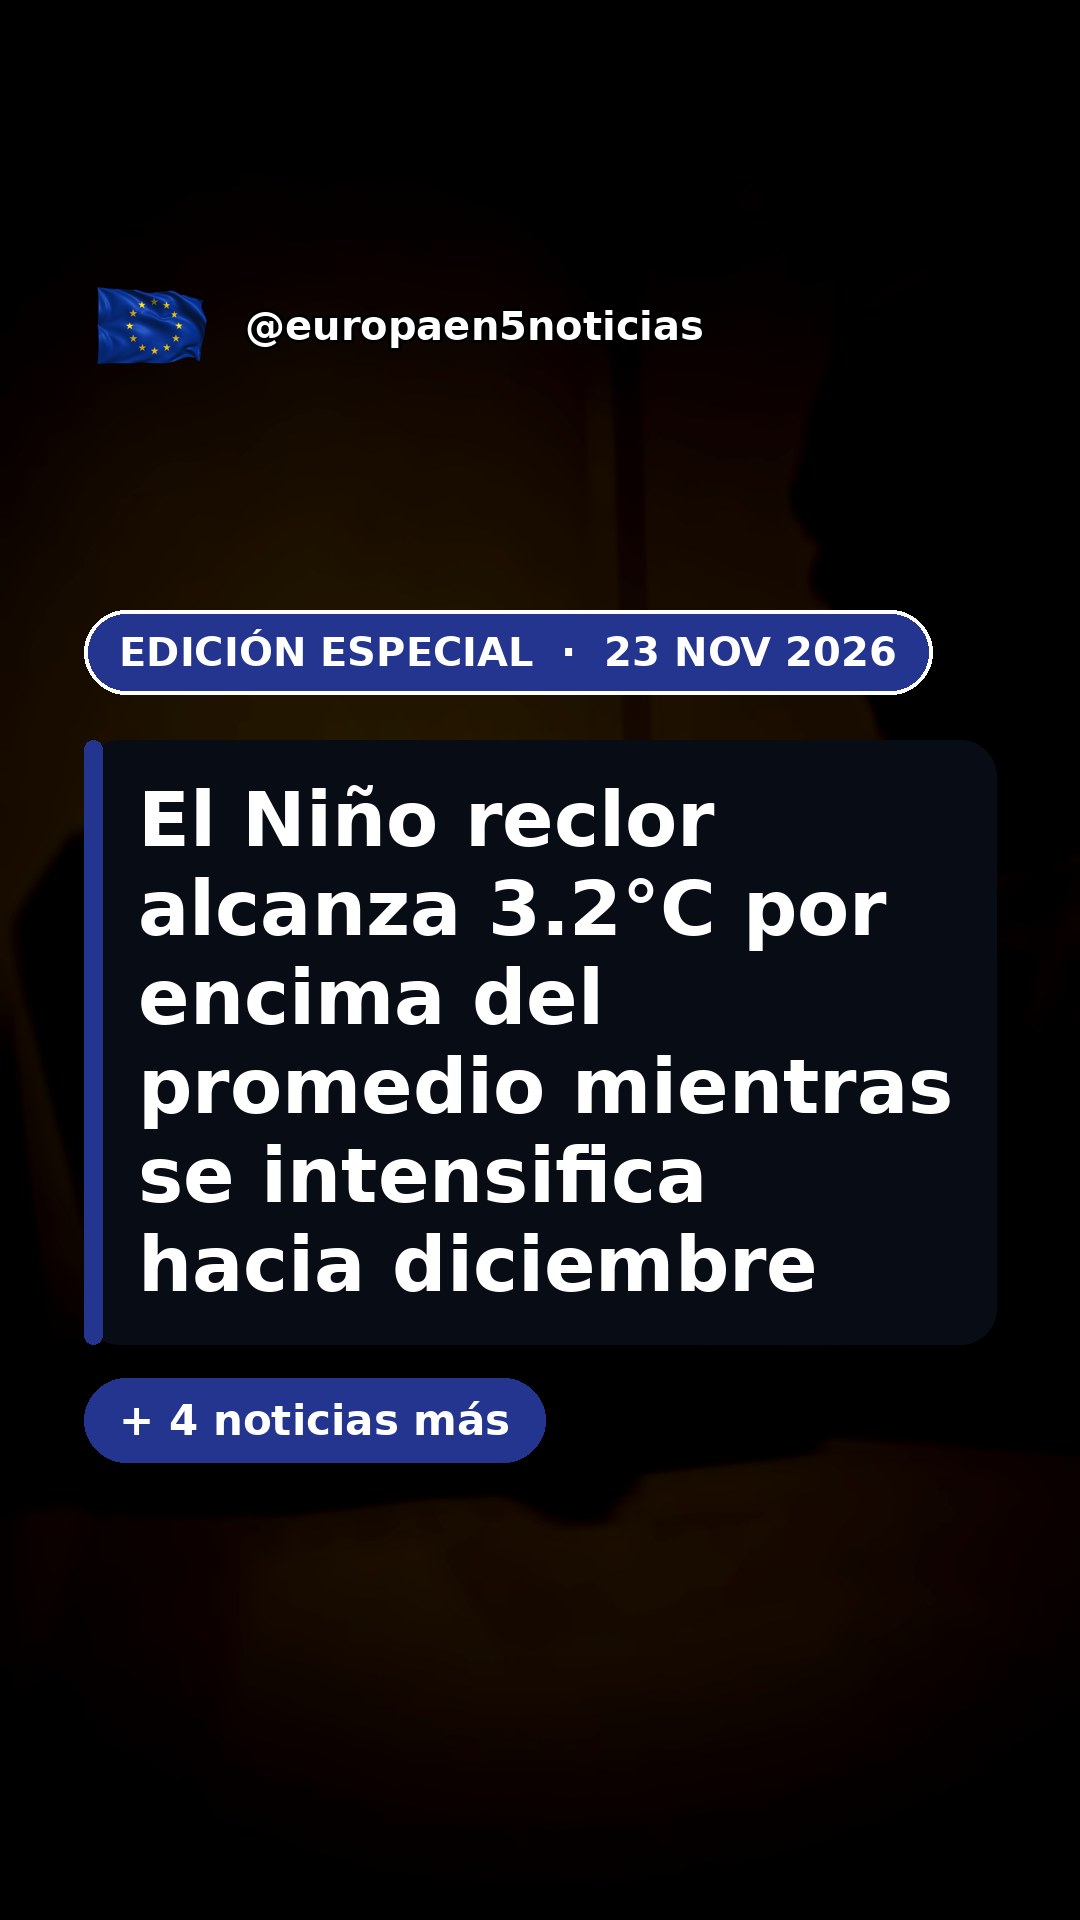 @europaen5noticias
EDICIÓN ESPECIAL · 23 NOV 2026
El Niño reclor
alcanza 3.2°C por
encima del
promedio mientras
se intensifica
hacia diciembre
+ 4 noticias más